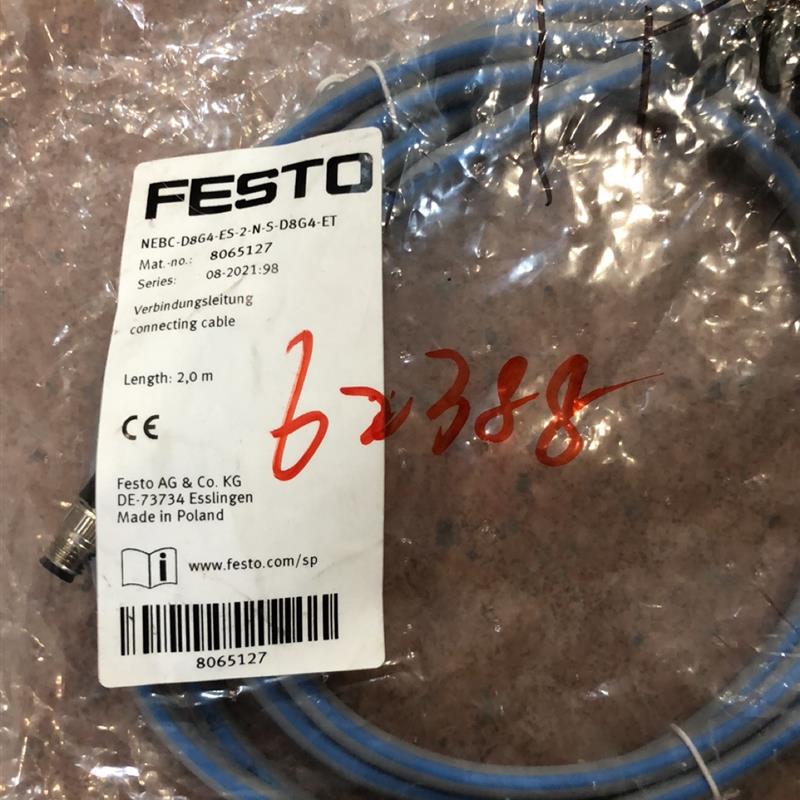 FESTO
NEBC-D8G4-ES-2-N-S-D8G4-ET
Mat.-no.: 8065127
Series: 08-2021:98
Verbindungsleitung
connecting cable
Length: 2,0 m
62388
CE
Festo AG & Co. KG
DE-73734 Esslingen
Made in Poland
i www.festo.com/sp
8065127